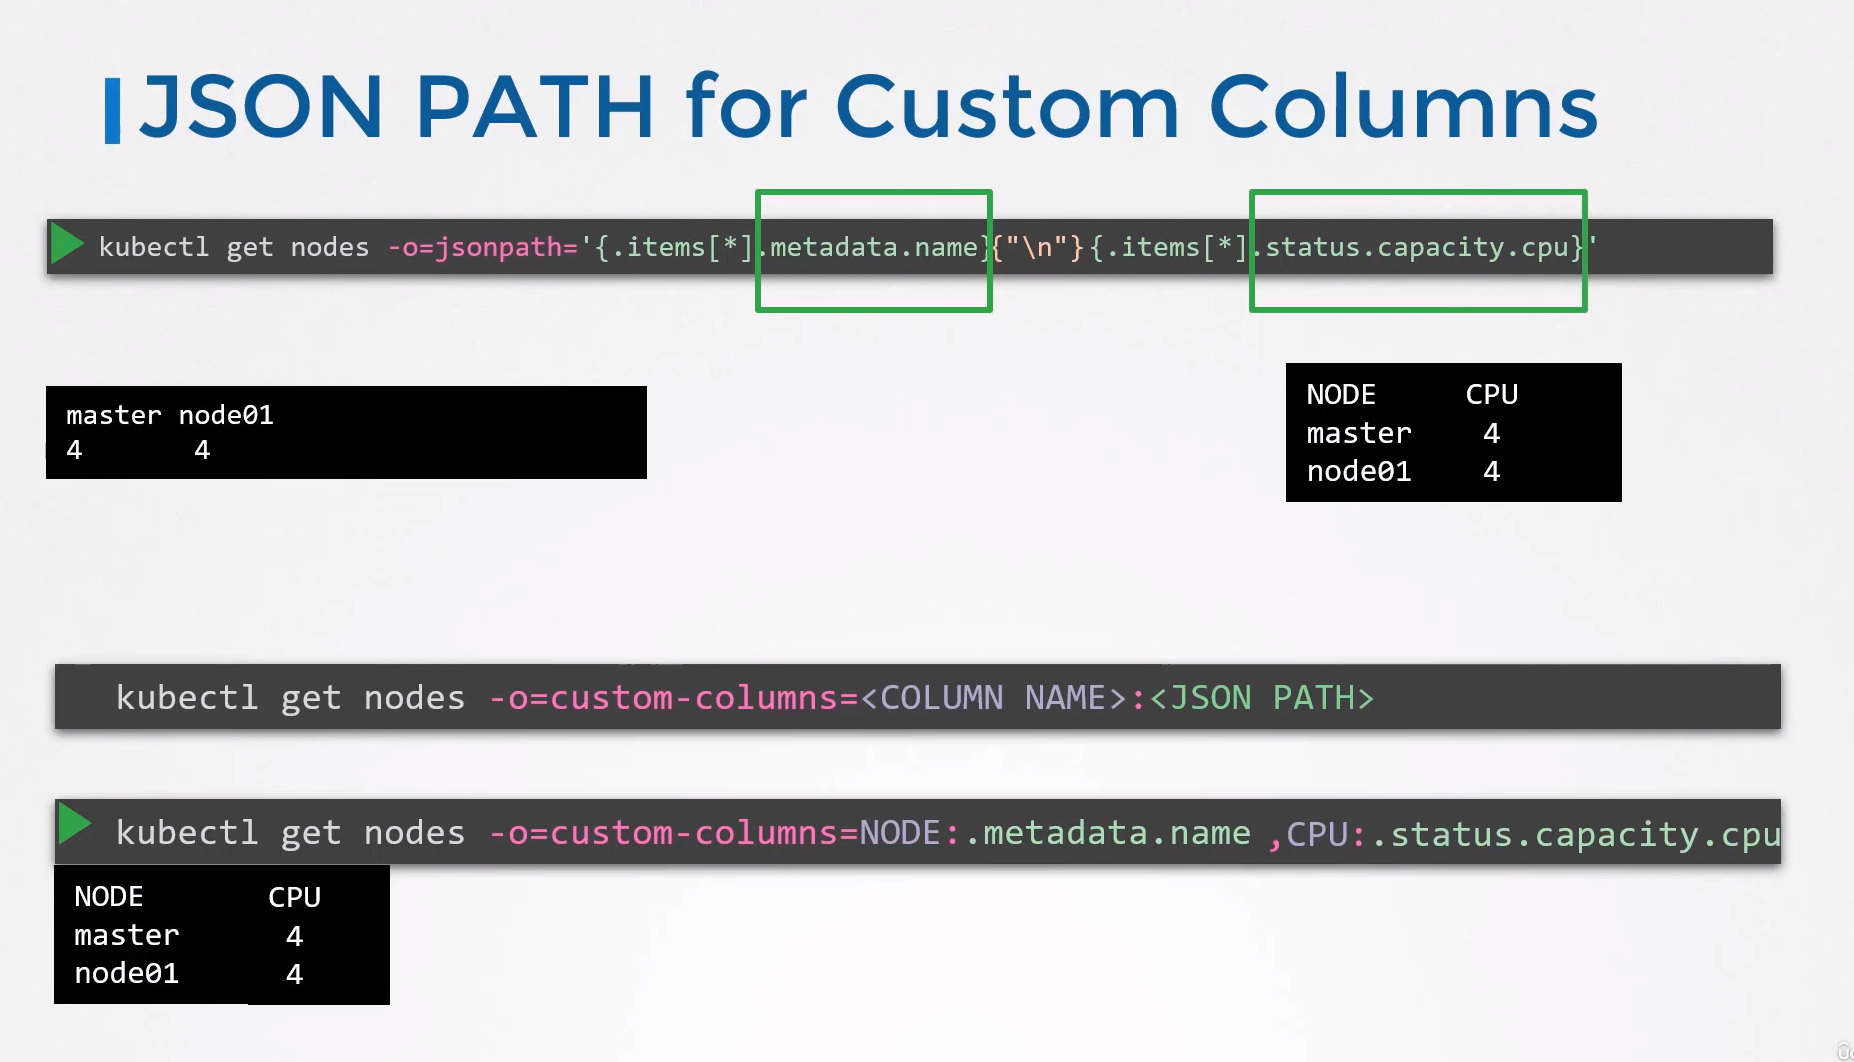 JSON PATH for Custom Columns
kubectl get nodes -o=jsonpath='{.items[*].metadata.name}{"\n"}{.items[*].status.capacity.cpu}'
master node01
4 4
NODE CPU
master 4
node01 4
kubectl get nodes -o=custom-columns=<COLUMN NAME>:<JSON PATH>
kubectl get nodes -o=custom-columns=NODE:.metadata.name ,CPU:.status.capacity.cpu
NODE CPU
master 4
node01 4